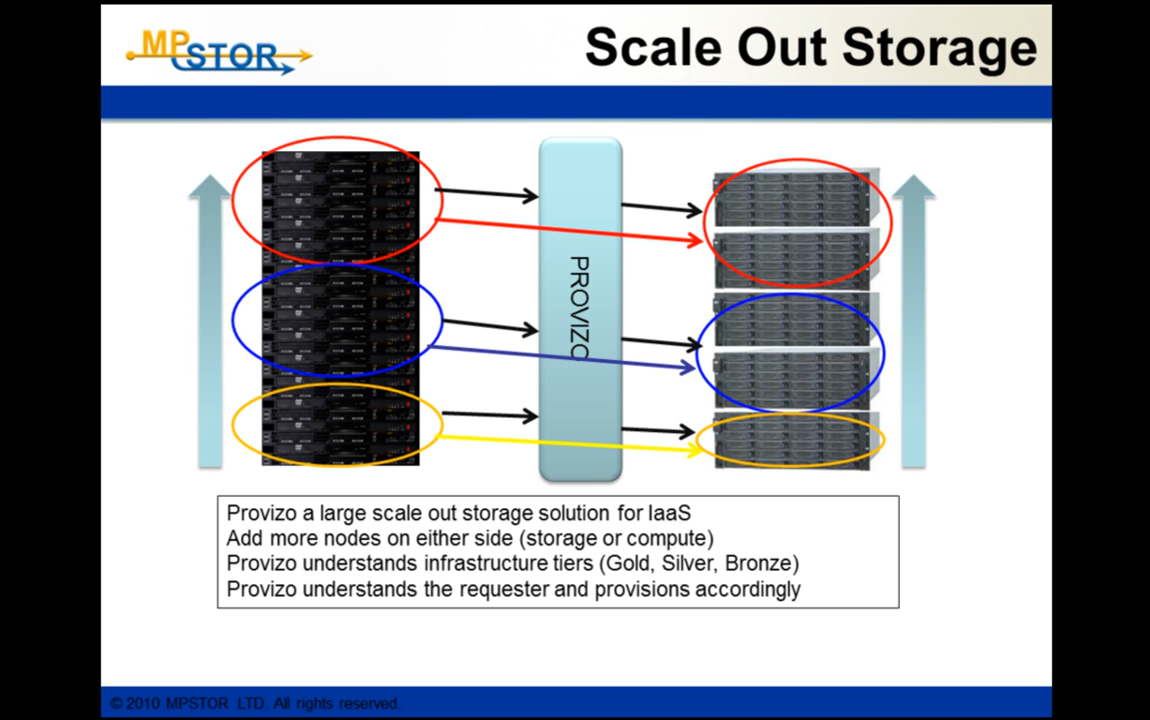 MPSTOR
Scale Out Storage
PROVIZO
Provizo a large scale out storage solution for IaaS
Add more nodes on either side (storage or compute)
Provizo understands infrastructure tiers (Gold, Silver, Bronze)
Provizo understands the requester and provisions accordingly
© 2010 MPSTOR LTD. All rights reserved.